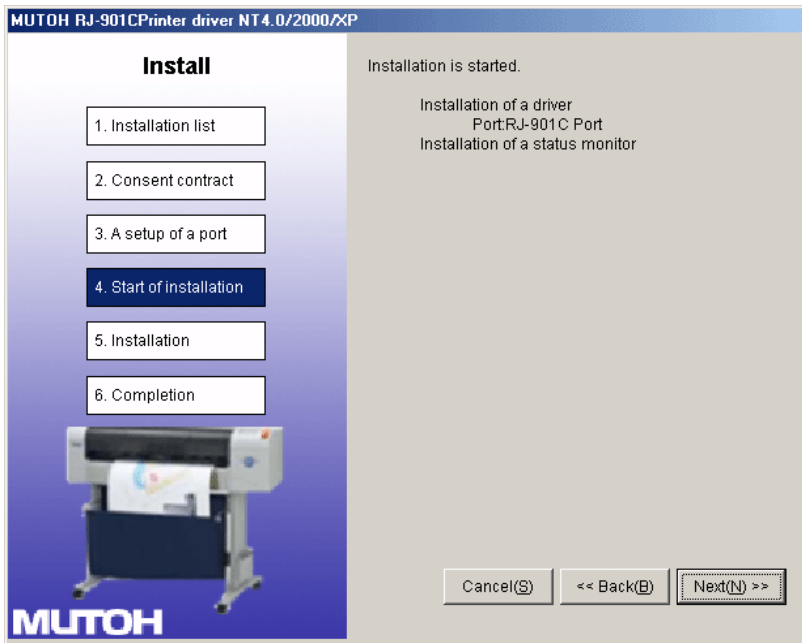 MUTOH RJ-901CPrinter driver NT4.0/2000/XP
Install
1. Installation list
2. Consent contract
3. A setup of a port
4. Start of installation
5. Installation
6. Completion
MUTOH
Installation is started.
Installation of a driver
Port:RJ-901C Port
Installation of a status monitor
Cancel(S)
<< Back(B)
Next(N) >>